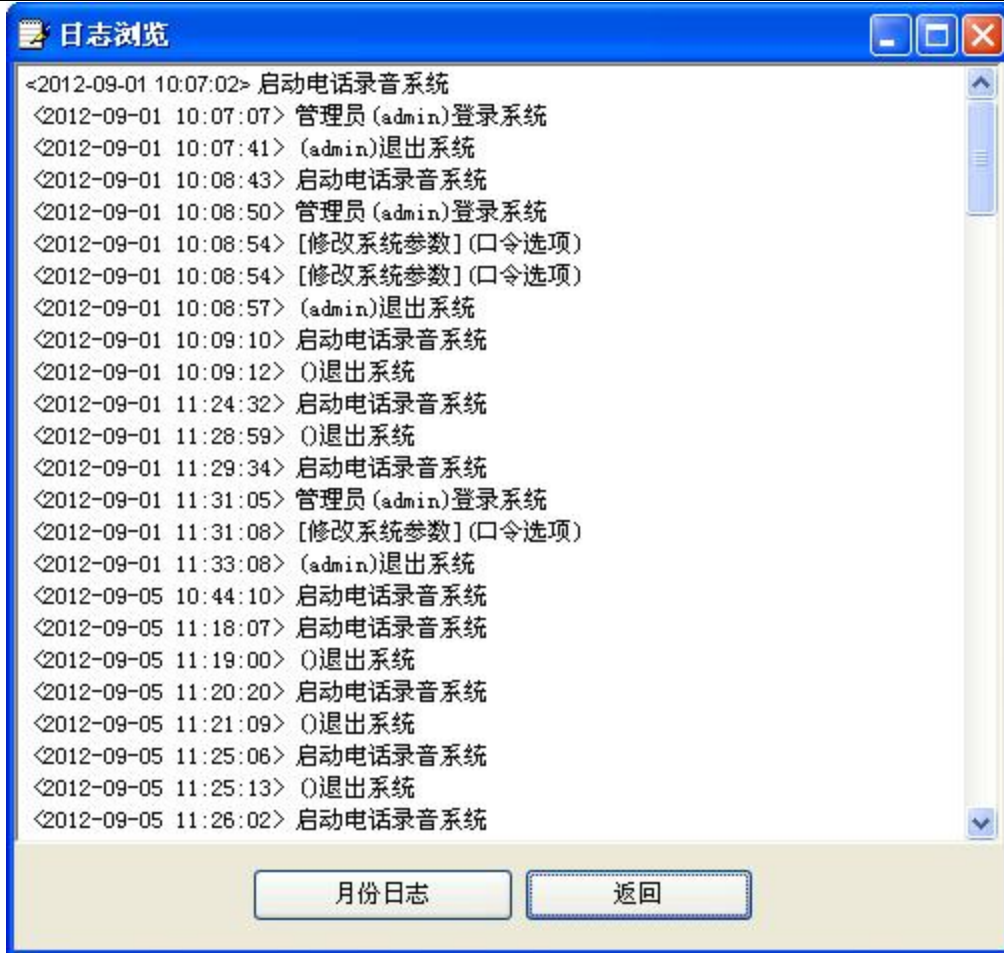 日志浏览
<2012-09-01 10:07:02> 启动电话录音系统
<2012-09-01 10:07:07> 管理员(admin)登录系统
<2012-09-01 10:07:41> (admin)退出系统
<2012-09-01 10:08:43> 启动电话录音系统
<2012-09-01 10:08:50> 管理员(admin)登录系统
<2012-09-01 10:08:54> [修改系统参数](口令选项)
<2012-09-01 10:08:54> [修改系统参数](口令选项)
<2012-09-01 10:08:57> (admin)退出系统
<2012-09-01 10:09:10> 启动电话录音系统
<2012-09-01 10:09:12> ()退出系统
<2012-09-01 11:24:32> 启动电话录音系统
<2012-09-01 11:28:59> ()退出系统
<2012-09-01 11:29:34> 启动电话录音系统
<2012-09-01 11:31:05> 管理员(admin)登录系统
<2012-09-01 11:31:08> [修改系统参数](口令选项)
<2012-09-01 11:33:08> (admin)退出系统
<2012-09-05 10:44:10> 启动电话录音系统
<2012-09-05 11:18:07> 启动电话录音系统
<2012-09-05 11:19:00> ()退出系统
<2012-09-05 11:20:20> 启动电话录音系统
<2012-09-05 11:21:09> ()退出系统
<2012-09-05 11:25:06> 启动电话录音系统
<2012-09-05 11:25:13> ()退出系统
<2012-09-05 11:26:02> 启动电话录音系统
月份日志 返回